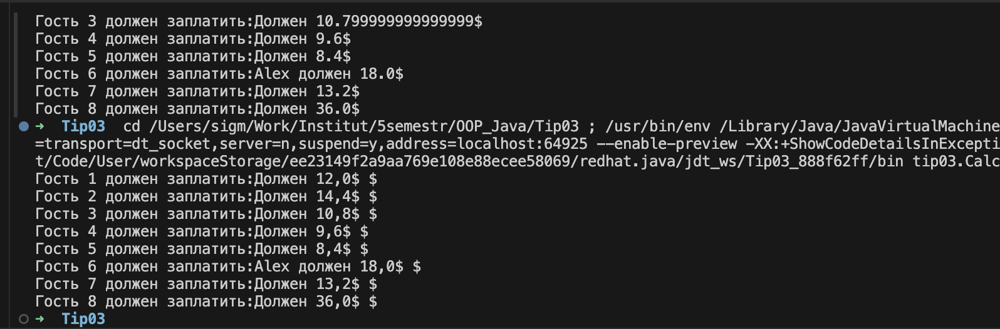 Гость 3 должен заплатить:Должен 10.799999999999999$
Гость 4 должен заплатить:Должен 9.6$
Гость 5 должен заплатить:Должен 8.4$
Гость 6 должен заплатить:Alex должен 18.0$
Гость 7 должен заплатить:Должен 13.2$
Гость 8 должен заплатить:Должен 36.0$
➜ Tip03 cd /Users/sigm/Work/Institut/5semestr/OOP_Java/Tip03 ; /usr/bin/env /Library/Java/JavaVirtualMachine
=transport=dt_socket,server=n,suspend=y,address=localhost:64925 --enable-preview -XX:+ShowCodeDetailsInExcepti
t/Code/User/workspaceStorage/ee23149f2a9aa769e108e88ecee58069/redhat.java/jdt_ws/Tip03_888f62ff/bin tip03.Calc
Гость 1 должен заплатить:Должен 12,0$ $
Гость 2 должен заплатить:Должен 14,4$ $
Гость 3 должен заплатить:Должен 10,8$ $
Гость 4 должен заплатить:Должен 9,6$ $
Гость 5 должен заплатить:Должен 8,4$ $
Гость 6 должен заплатить:Alex должен 18,0$ $
Гость 7 должен заплатить:Должен 13,2$ $
Гость 8 должен заплатить:Должен 36,0$ $
➜ Tip03